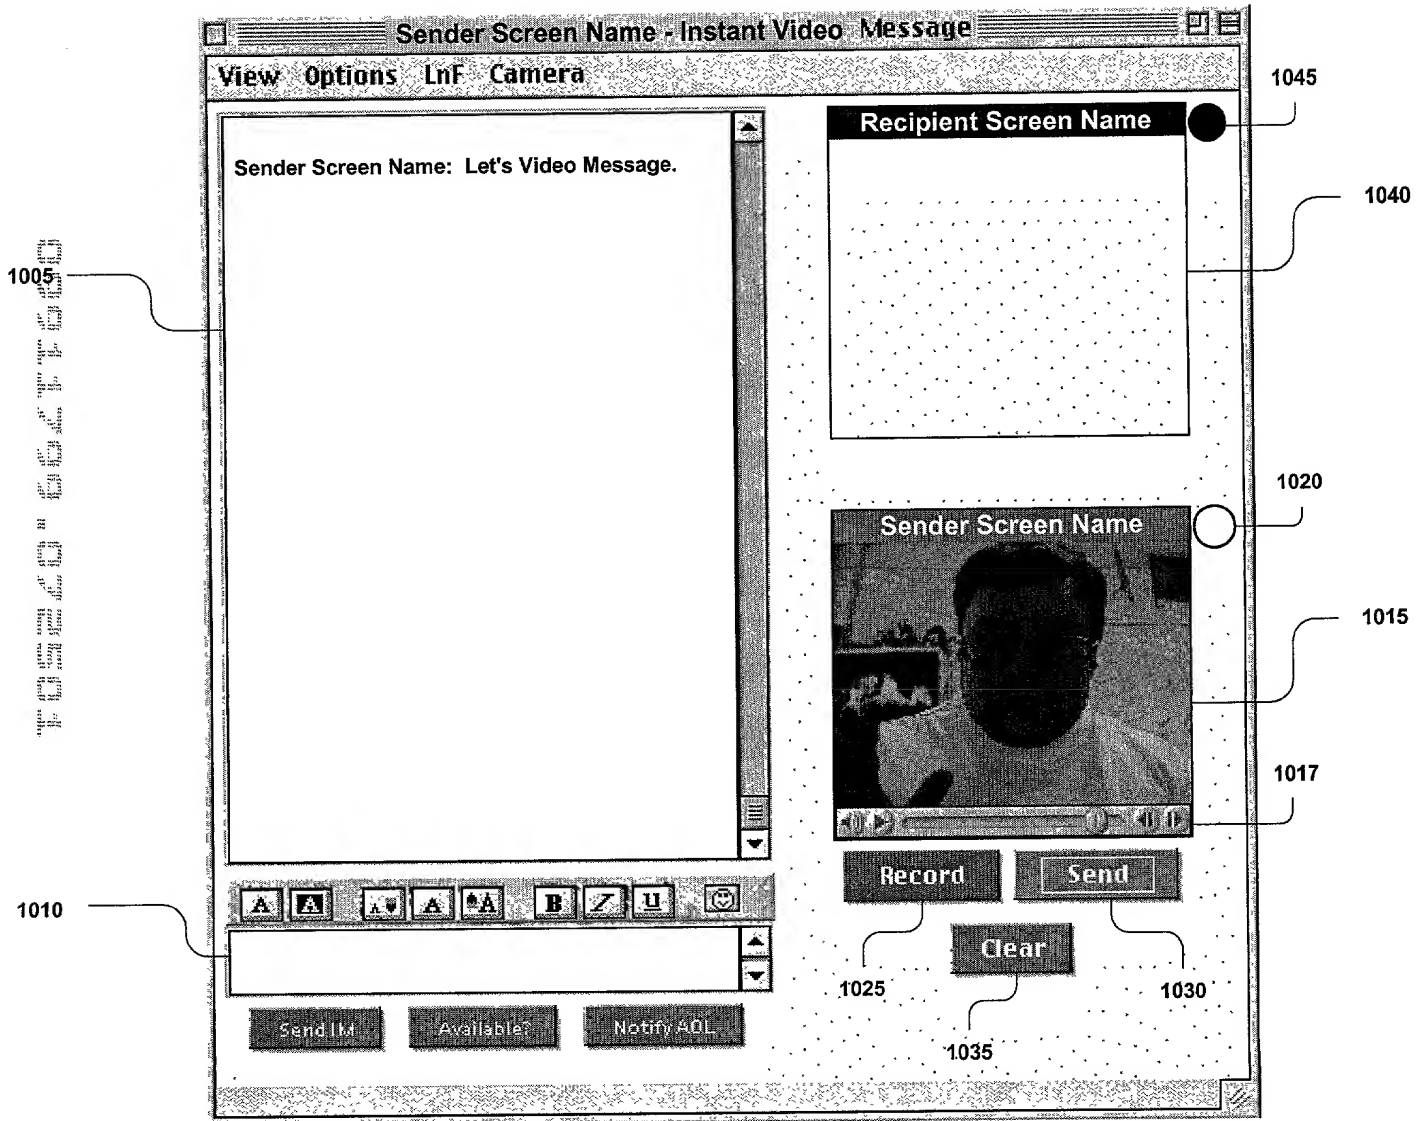 Sender Screen Name - Instant Video Message
View Options LnF Camera
1045
Recipient Screen Name
Sender Screen Name: Let's Video Message.
1040
1005
1020
Sender Screen Name
1015
1017
Record
Send
A A A A A B I U
1010
Clear
1025
1030
Send IM
Available?
Notify AOL
1035